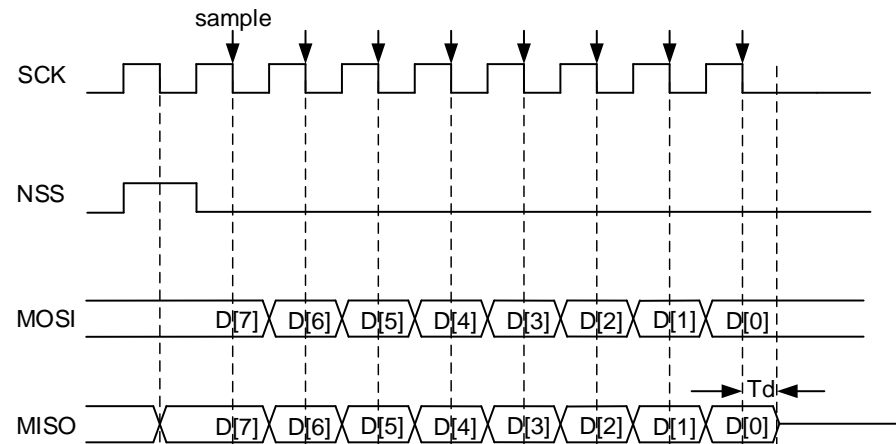 sample
SCK
NSS
MOSI D[7] D[6] D[5] D[4] D[3] D[2] D[1] D[0]
Td
MISO D[7] D[6] D[5] D[4] D[3] D[2] D[1] D[0]